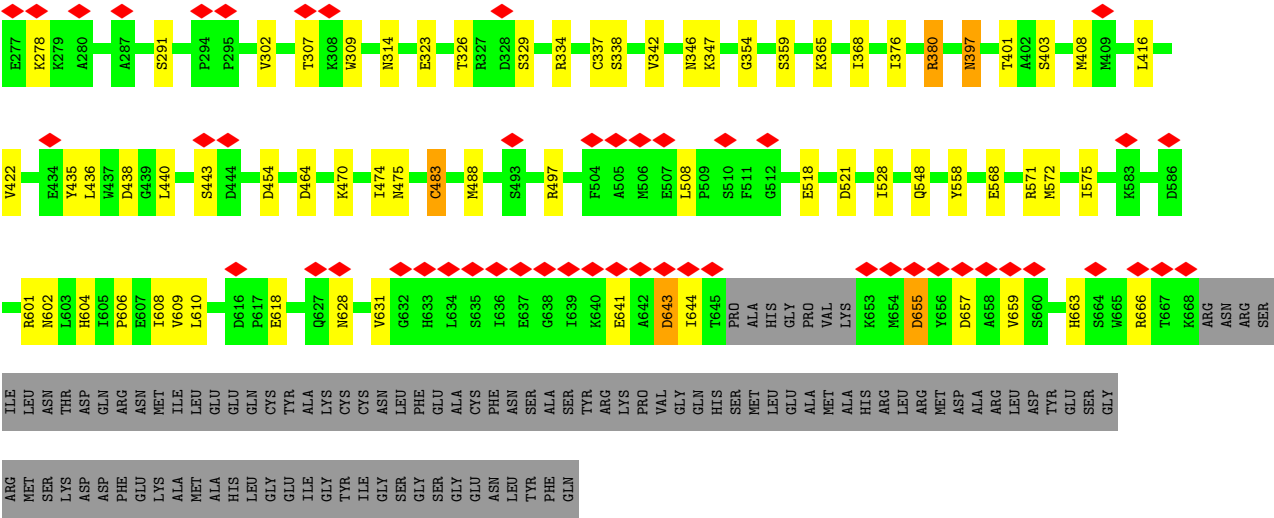 E277 K278 K279 A280 A287 S291 P294 P295 V302 T307 K308 W309 N314 E323 T326 R327 D328 S329 R334 C337 S338 V342 N346 K347 G354 S359 K365 I368 I376 R380 N397 T401 A402 S403 M408 M409 L416
V422 E434 Y435 L436 W437 D438 G439 L440 S443 D444 D454 D464 K470 I474 N475 C483 M488 S493 R497 F504 A505 M506 E507 L508 P509 S510 F511 G512 E518 D521 I528 Q548 Y558 E568 R571 M572 I575 K583 D586
R601 N602 L603 H604 I605 P606 E607 I608 V609 L610 D616 P617 E618 Q627 N628 V631 G632 H633 L634 S635 I636 E637 G638 I639 K640 E641 A642 D643 I644 T645 PRO ALA HIS GLY PRO VAL LYS K653 M654 D655 Y656 D657 A658 V659 S660 H663 S664 W665 R666 T667 K668 ARG ASN ARG SER
ILE LEU ASN THR ASP GLN ARG ASN MET ILE LEU GLU GLU GLN CYS TYR ALA LYS CYS CYS ASN LEU PHE GLU ALA CYS PHE ASN SER ALA SER TYR ARG LYS PRO VAL GLY GLN HIS SER MET LEU GLU ALA MET ALA HIS ARG LEU ARG MET ASP ALA ARG LEU ASP TYR GLU SER GLY
ARG MET SER LYS ASP ASP PHE GLU LYS ALA MET ALA HIS LEU GLY GLU ILE GLY TYR ILE GLY SER GLY SER GLY GLU ASN LEU TYR PHE GLN